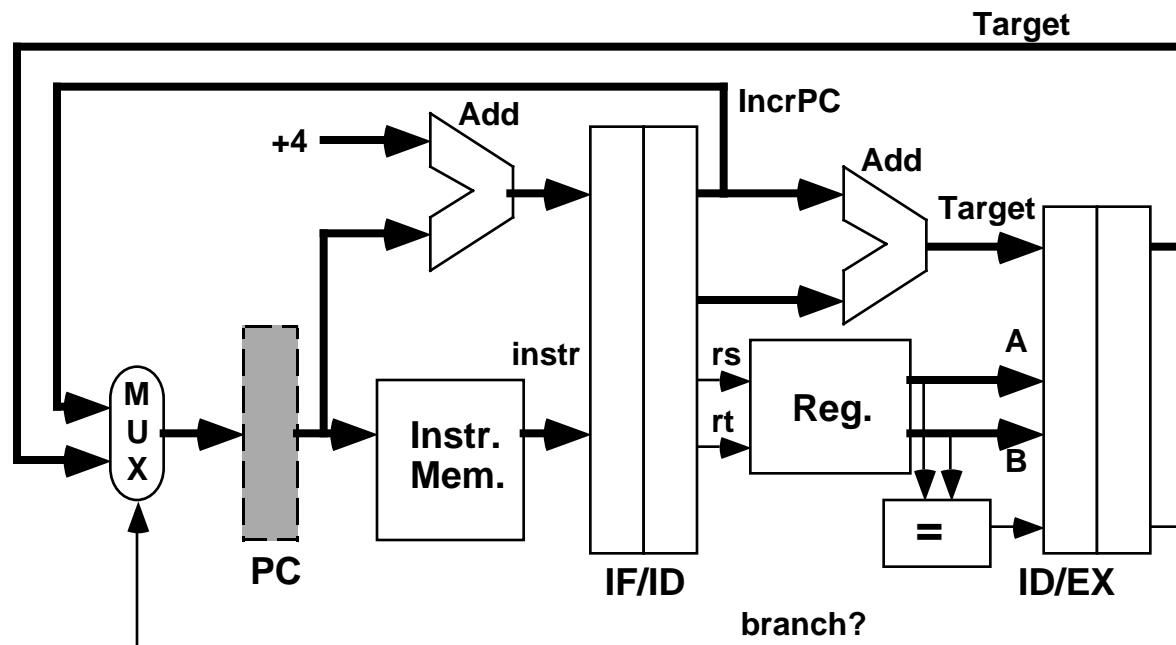 Target
IncrPC
Add
+4
Add
Target
instr
rs
A
M
U
X
Instr.
Mem.
rt
Reg.
B
=
PC
IF/ID
ID/EX
branch?